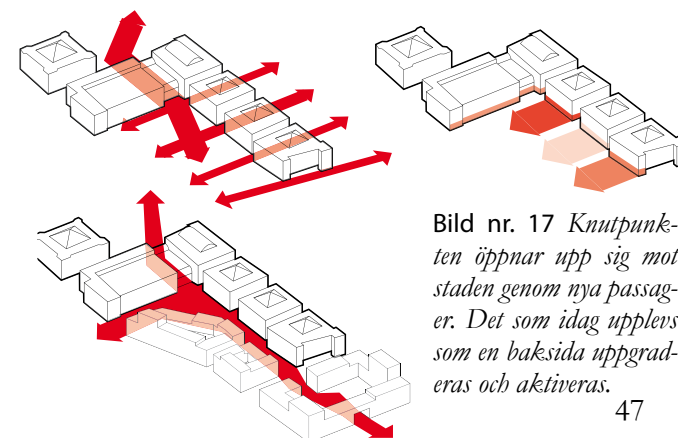 Bild nr. 17 Knutpunk-
ten öppnar upp sig mot
staden genom nya passag-
er. Det som idag upplevs
som en baksida uppgrad-
eras och aktiveras.
47